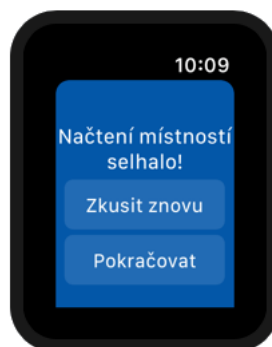 10:09
Načtení místností
selhalo!
Zkusit znovu
Pokračovat